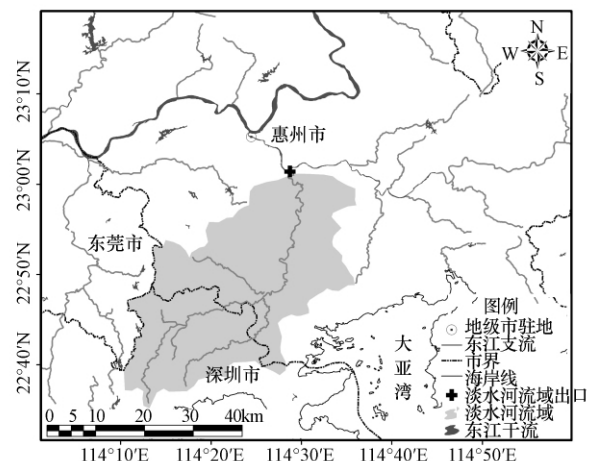 N
W E
S
23°10'N
23°00'N
22°50'N
22°40'N
惠州市
东莞市
深圳市
大亚湾
图例
地级市驻地
东江支流
市界
海岸线
淡水河流域出口
淡水河流域
东江干流
0 5 10 20 30 40km
114°10'E 114°20'E 114°30'E 114°40'E 114°50'E